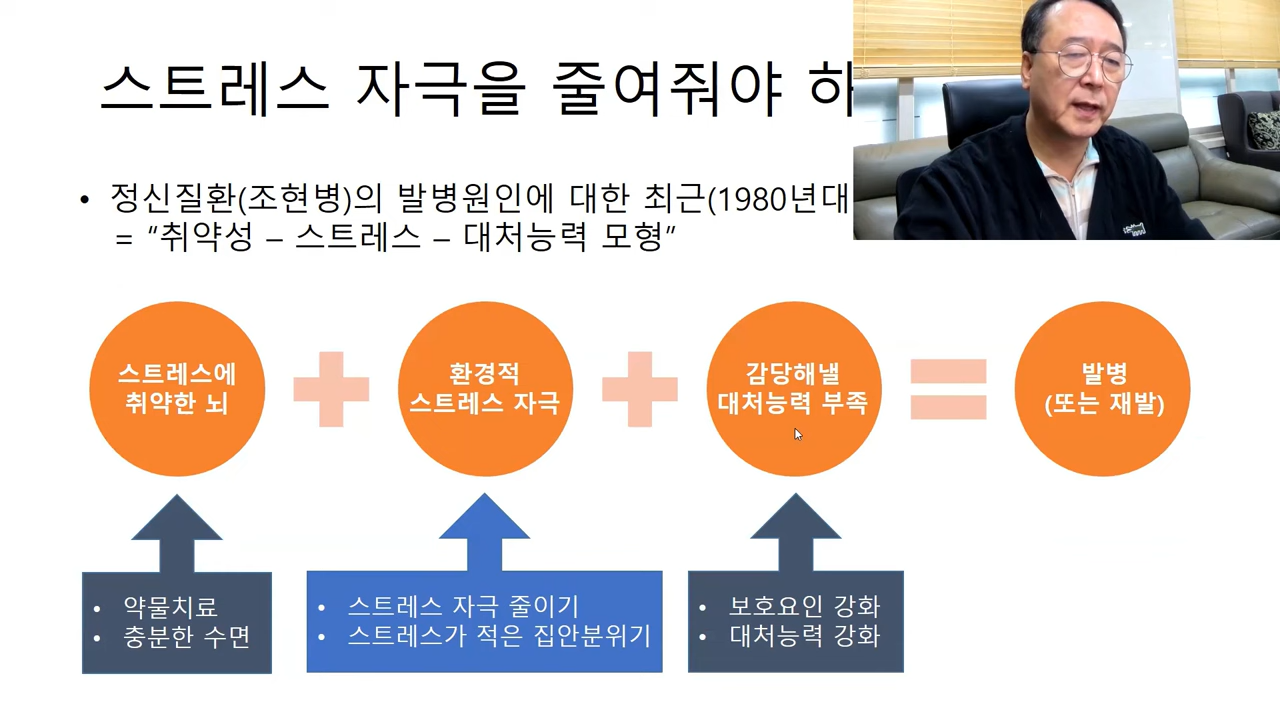 스트레스 자극을 줄여줘야 하
• 정신질환(조현병)의 발병원인에 대한 최근(1980년대
= “취약성 – 스트레스 – 대처능력 모형”
스트레스에
취약한 뇌
환경적
스트레스 자극
감당해낼
대처능력 부족
발병
(또는 재발)
• 약물치료
• 충분한 수면
• 스트레스 자극 줄이기
• 스트레스가 적은 집안분위기
• 보호요인 강화
• 대처능력 강화